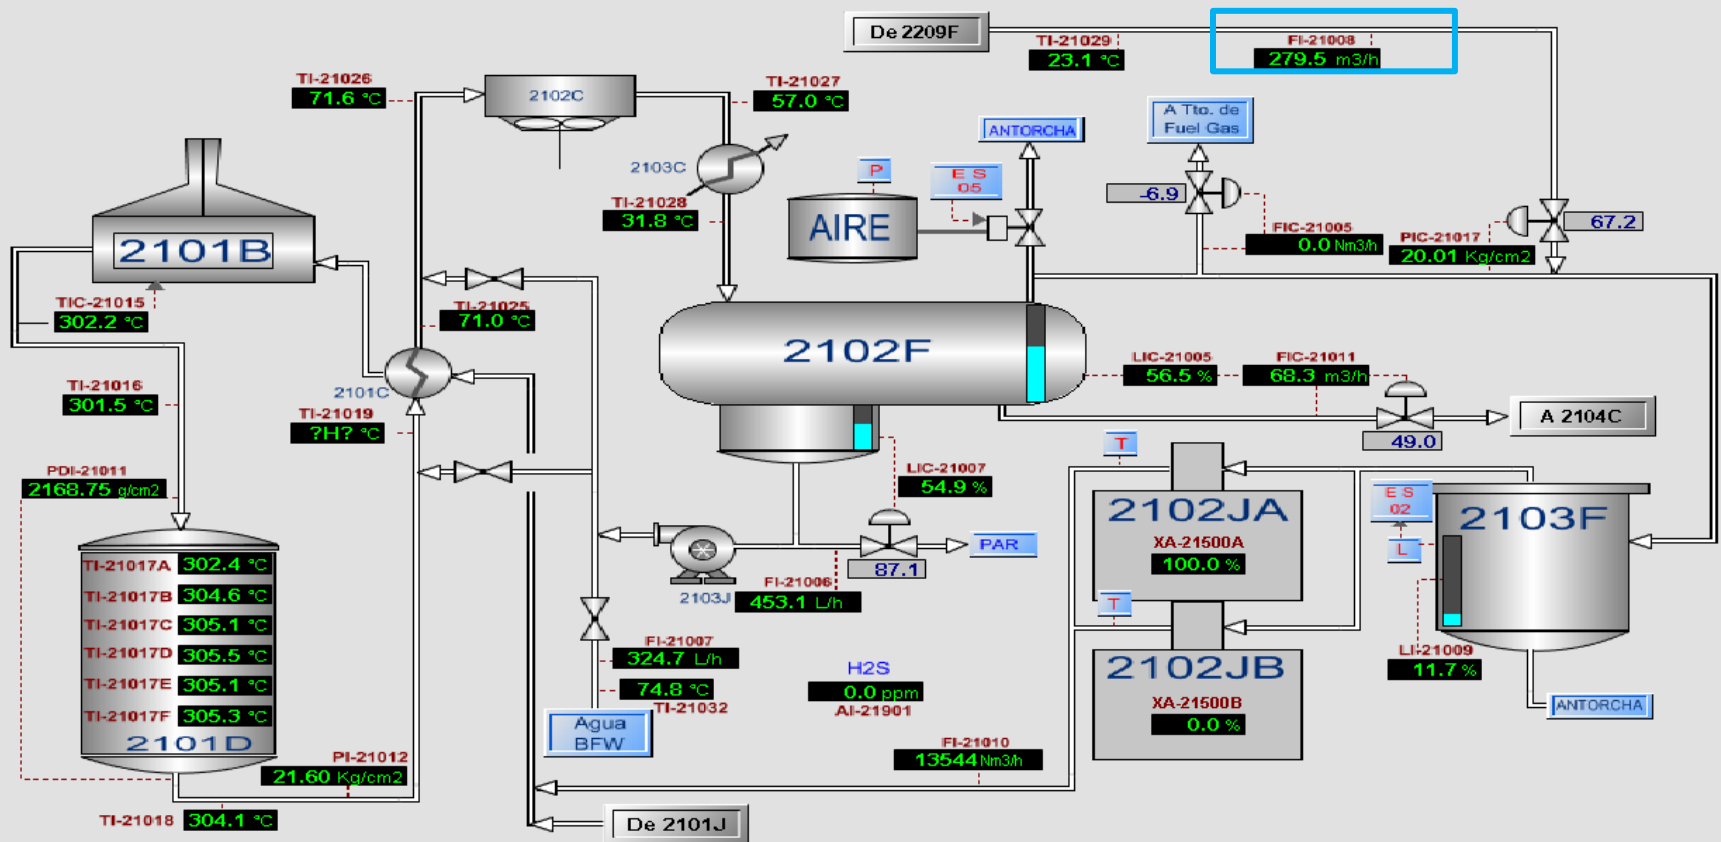 De 2209F
TI-21029
23.1 °C
FI-21008
279.5 m3/h
TI-21026
71.6 °C
2102C
TI-21027
57.0 °C
A Tto. de
Fuel Gas
ANTORCHA
2103C
P
E S
05
-6.9
67.2
TI-21028
31.8 °C
AIRE
FIC-21005
0.0 Nm3/h
PIC-21017
20.01 Kg/cm2
2101B
TIC-21015
302.2 °C
TI-21025
71.0 °C
2102F
LIC-21005
56.5 %
FIC-21011
68.3 m3/h
TI-21016
301.5 °C
2101C
TI-21019
?H? °C
A 2104C
49.0
T
PDI-21011
2168.75 g/cm2
LIC-21007
54.9 %
2102JA
XA-21500A
100.0 %
E S
02
L
2103F
TI-21017A 302.4 °C
TI-21017B 304.6 °C
TI-21017C 305.1 °C
TI-21017D 305.5 °C
TI-21017E 305.1 °C
TI-21017F 305.3 °C
2101D
PAR
87.1
2103J
FI-21006
453.1 L/h
T
FI-21007
324.7 L/h
74.8 °C
TI-21032
H2S
0.0 ppm
AI-21901
2102JB
XA-21500B
0.0 %
LI-21009
11.7 %
ANTORCHA
Agua
BFW
PI-21012
21.60 Kg/cm2
FI-21010
13544 Nm3/h
TI-21018 304.1 °C
De 2101J